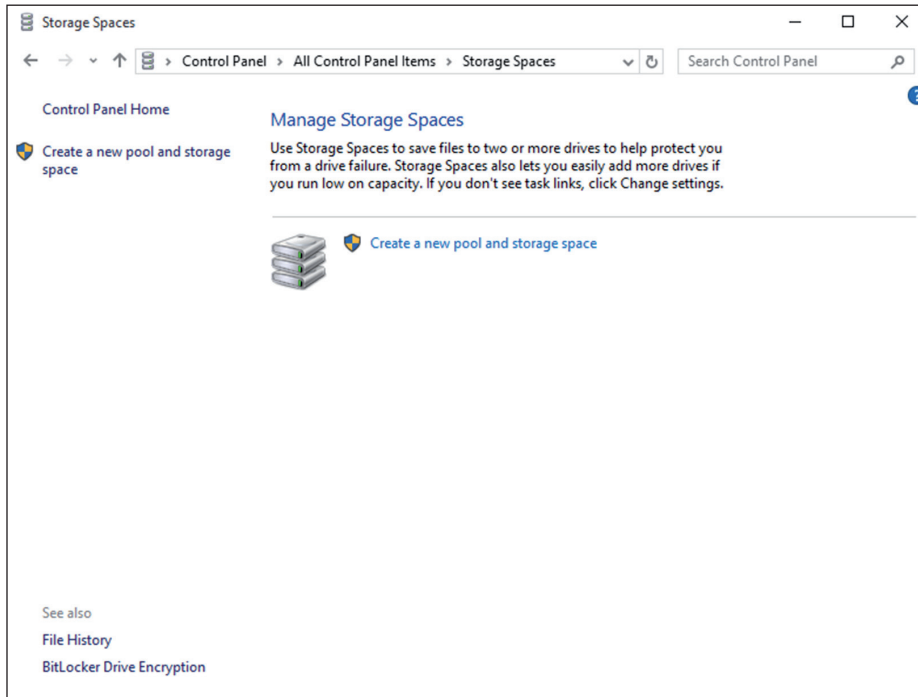 Storage Spaces
Control Panel > All Control Panel Items > Storage Spaces
Search Control Panel
?
Control Panel Home
Create a new pool and storage
space
Manage Storage Spaces
Use Storage Spaces to save files to two or more drives to help protect you
from a drive failure. Storage Spaces also lets you easily add more drives if
you run low on capacity. If you don't see task links, click Change settings.
Create a new pool and storage space
See also
File History
BitLocker Drive Encryption